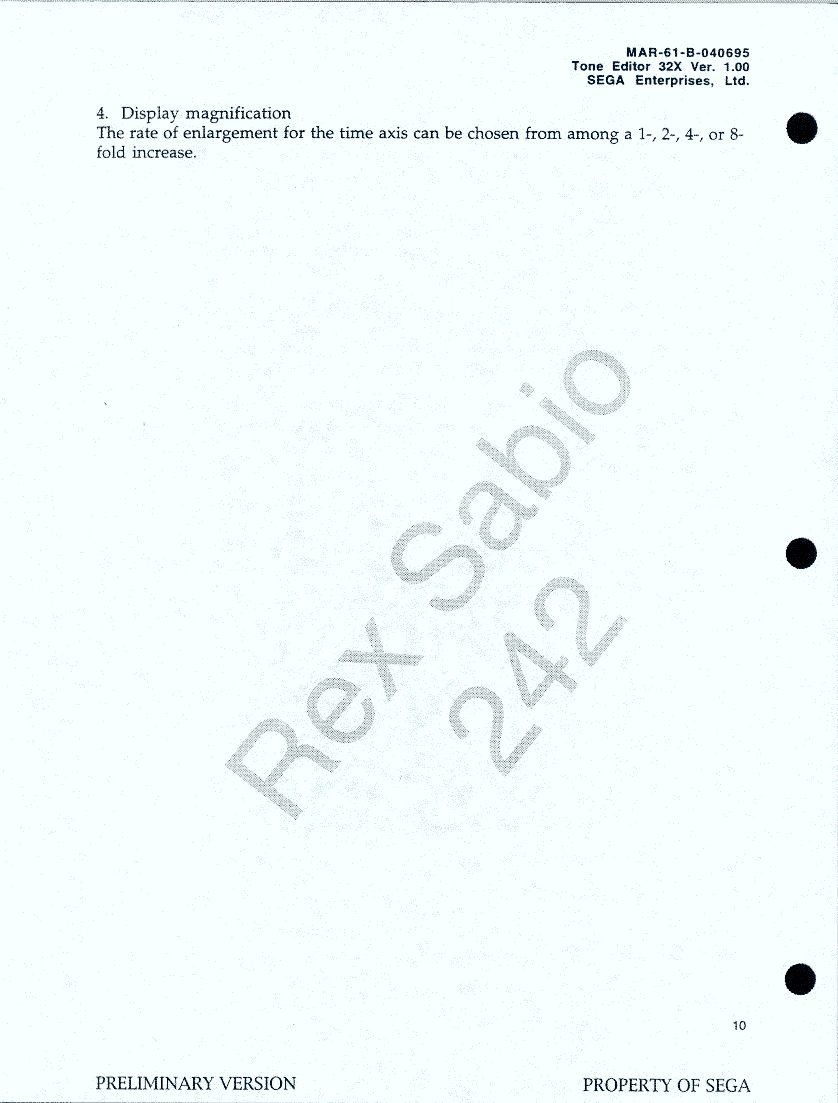 MAR-61-B-040695
Tone Editor 32X Ver. 1.00
SEGA Enterprises, Ltd.
4. Display magnification
The rate of enlargement for the time axis can be chosen from among a 1-, 2-, 4-, or 8-
fold increase.
Rex Sabio
242
10
PRELIMINARY VERSION
PROPERTY OF SEGA